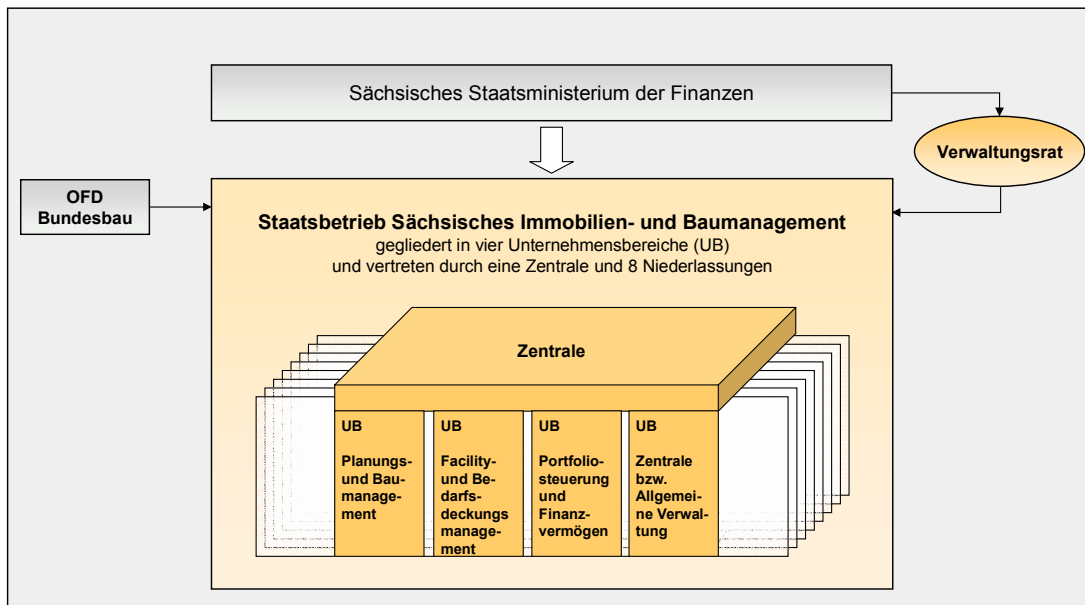 Sächsisches Staatsministerium der Finanzen
Verwaltungsrat
OFD
Bundesbau
Staatsbetrieb Sächsisches Immobilien- und Baumanagement
gegliedert in vier Unternehmensbereiche (UB)
und vertreten durch eine Zentrale und 8 Niederlassungen
Zentrale
UB
Planungs-
und Bau-
manage-
ment
UB
Facility-
und Be-
darfs-
deckungs
manage-
ment
UB
Portfolio-
steuerung
und
Finanz-
vermögen
UB
Zentrale
bzw.
Allgemei-
ne Verwal-
tung